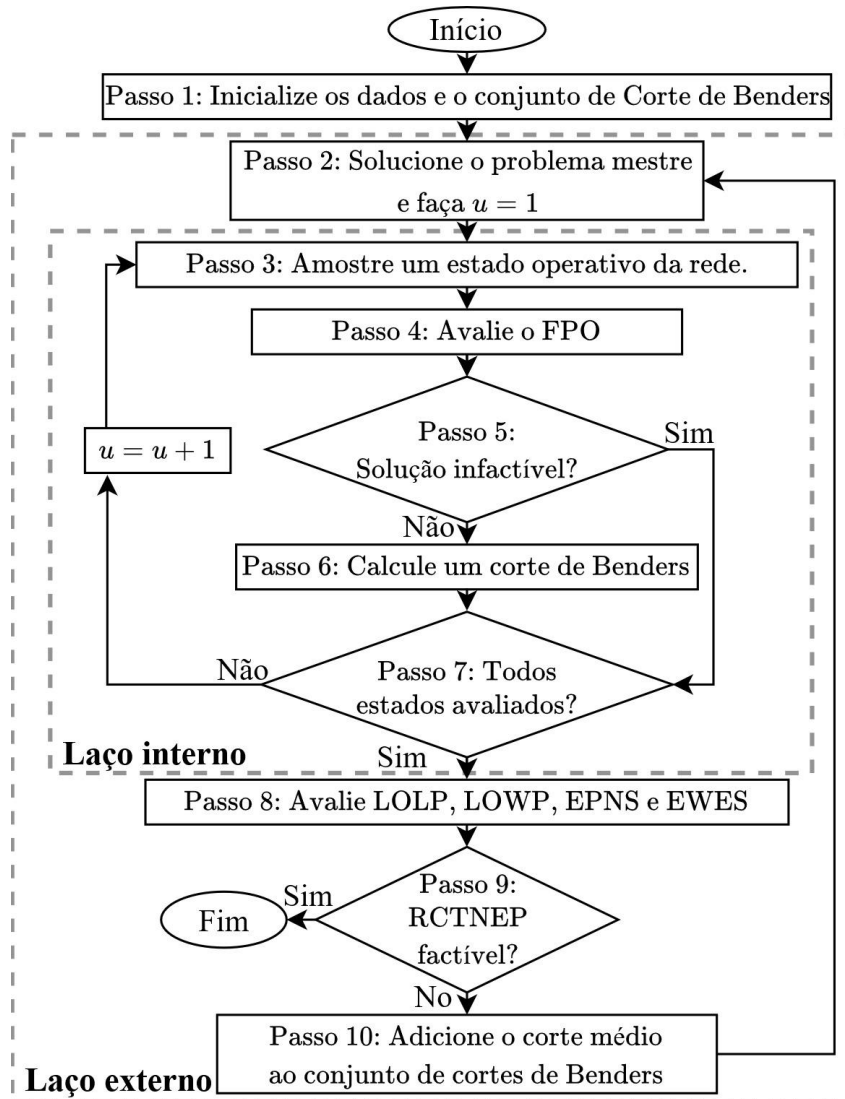 Início
Passo 1: Inicialize os dados e o conjunto de Corte de Benders
Passo 2: Solucione o problema mestre
e faça u = 1
Passo 3: Amostre um estado operativo da rede.
Passo 4: Avalie o FPO
Passo 5:
Solução infactível?
Sim
u = u + 1
Não
Passo 6: Calcule um corte de Benders
Não
Passo 7: Todos
estados avaliados?
Laço interno
Sim
Passo 8: Avalie LOLP, LOWP, EPNS e EWES
Passo 9:
RCTNEP
factível?
Sim
Fim
No
Passo 10: Adicione o corte médio
ao conjunto de cortes de Benders
Laço externo